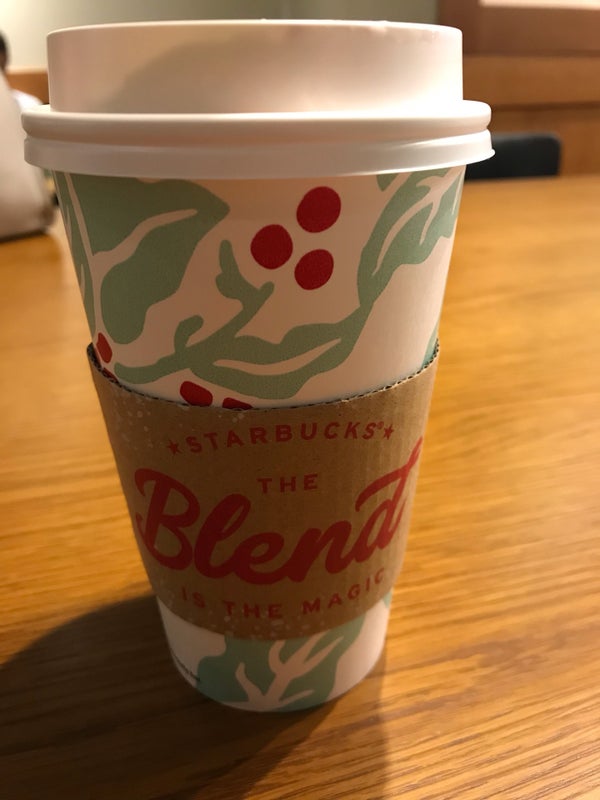 ★STARBUCKS®★
THE
Blend
IS THE MAGIC